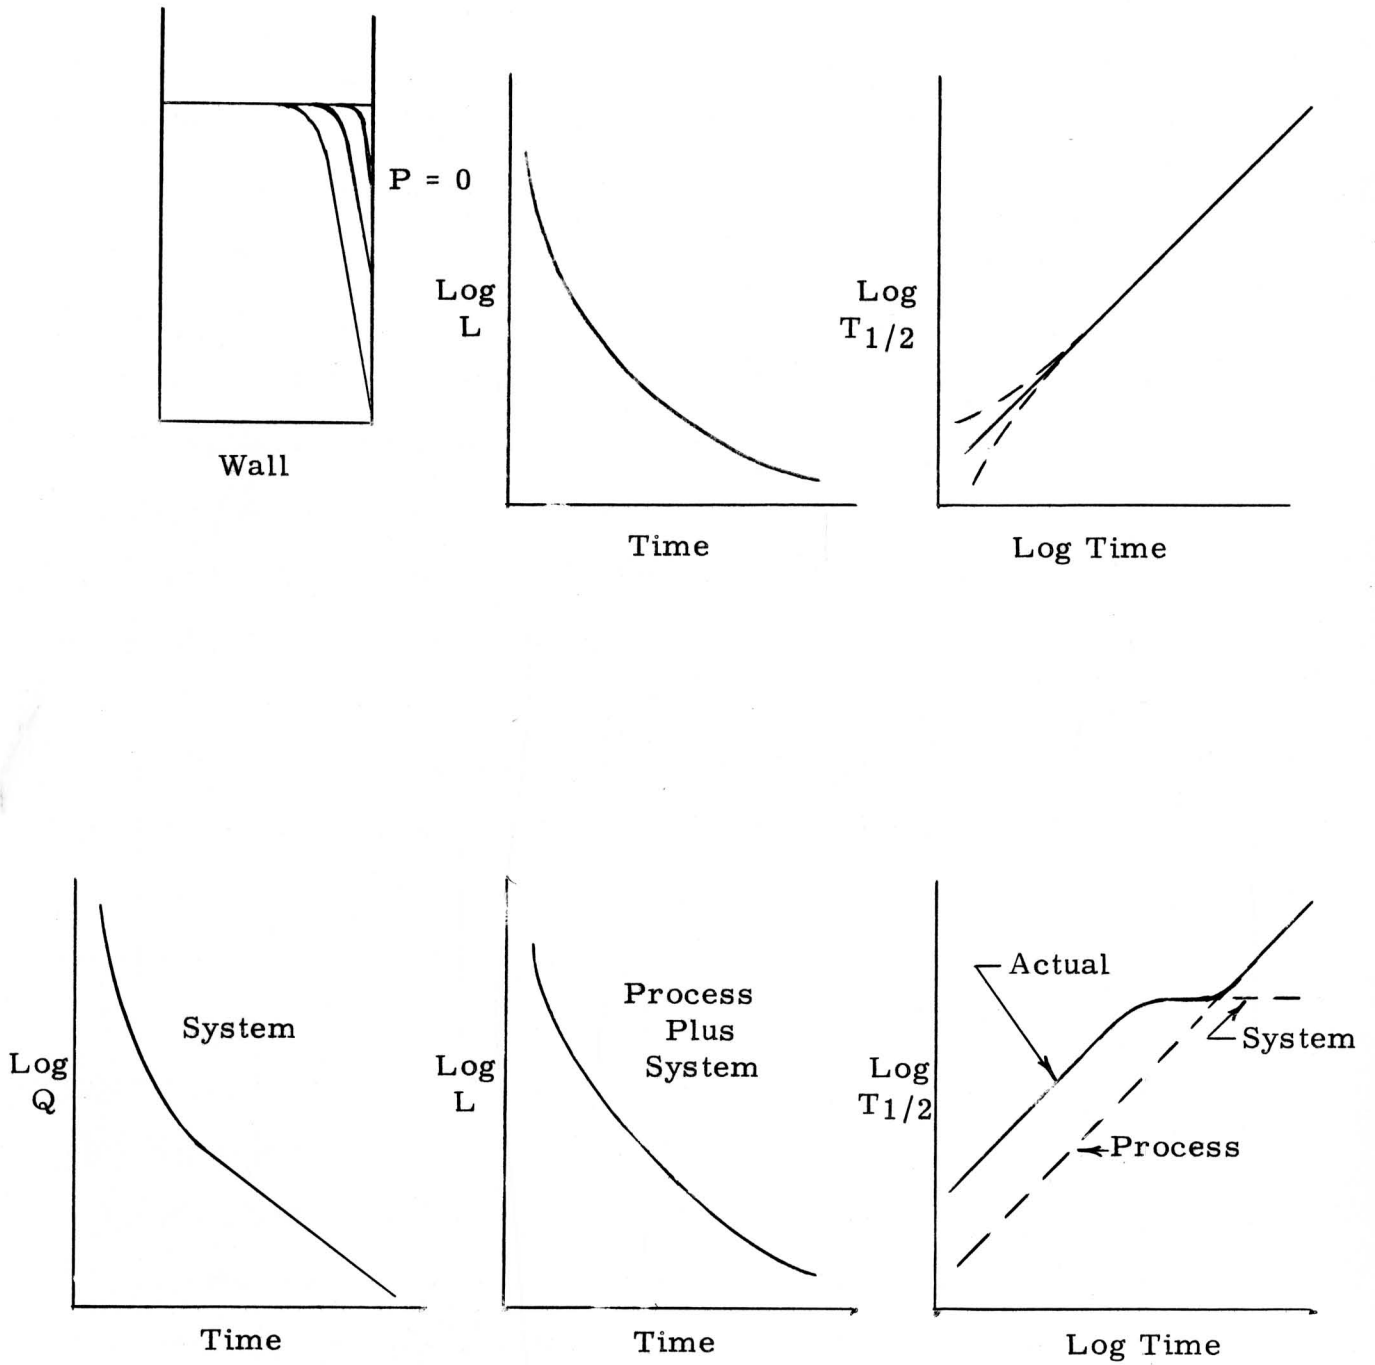 P = 0
Log
L
Log
T1/2
Wall
Time
Log Time
System
Process
Plus
System
Actual
System
Log
Q
Log
L
Log
T1/2
Process
Time
Time
Log Time